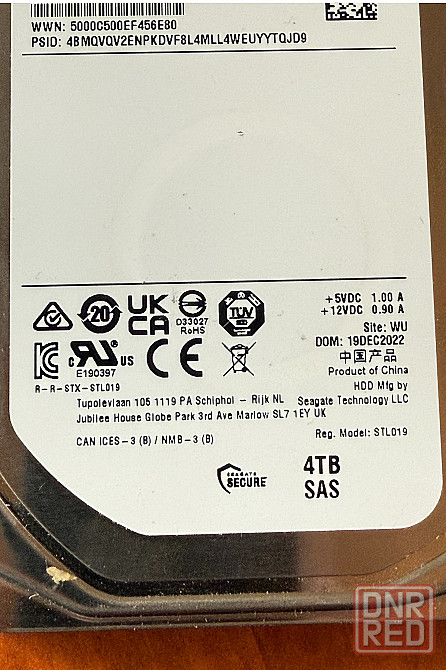 WWN: 5000C500EF456E80
PSID: 4BMQVQV2ENPKDVF8L4MLL4WEUYYTQJD9
20
UK
CA
D33027
RoHS
TÜV
+5VDC 1.00 A
+12VDC 0.90 A
Site: WU
DOM: 19DEC2022
中国产品
Product of China
HDD Mfg by
Seagate Technology LLC
c RU US
E190397
CE
R-R-STX-STL019
Tupolevlaan 105 1119 PA Schiphol - Rijk NL
Jubilee House Globe Park 3rd Ave Marlow SL7 1EY UK
CAN ICES-3 (B) / NMB-3 (B)
Reg. Model: STL019
SEAGATE
SECURE
4TB
SAS
DNR
RED